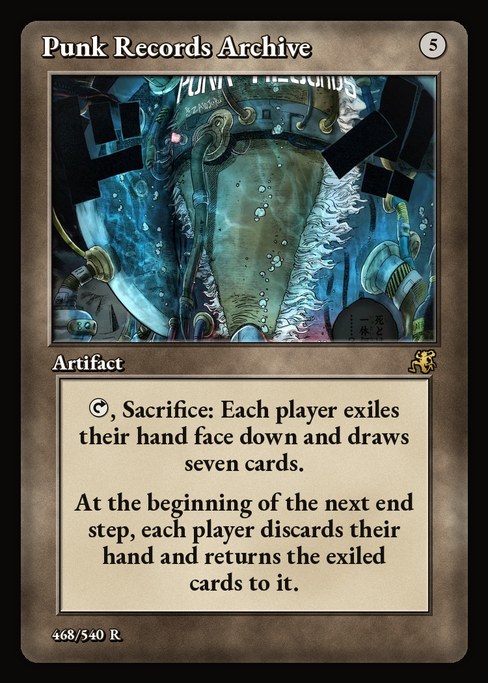 Punk Records Archive
5
PUNK RECORDS
Artifact
, Sacrifice: Each player exiles
their hand face down and draws
seven cards.
At the beginning of the next end
step, each player discards their
hand and returns the exiled
cards to it.
468/540 R